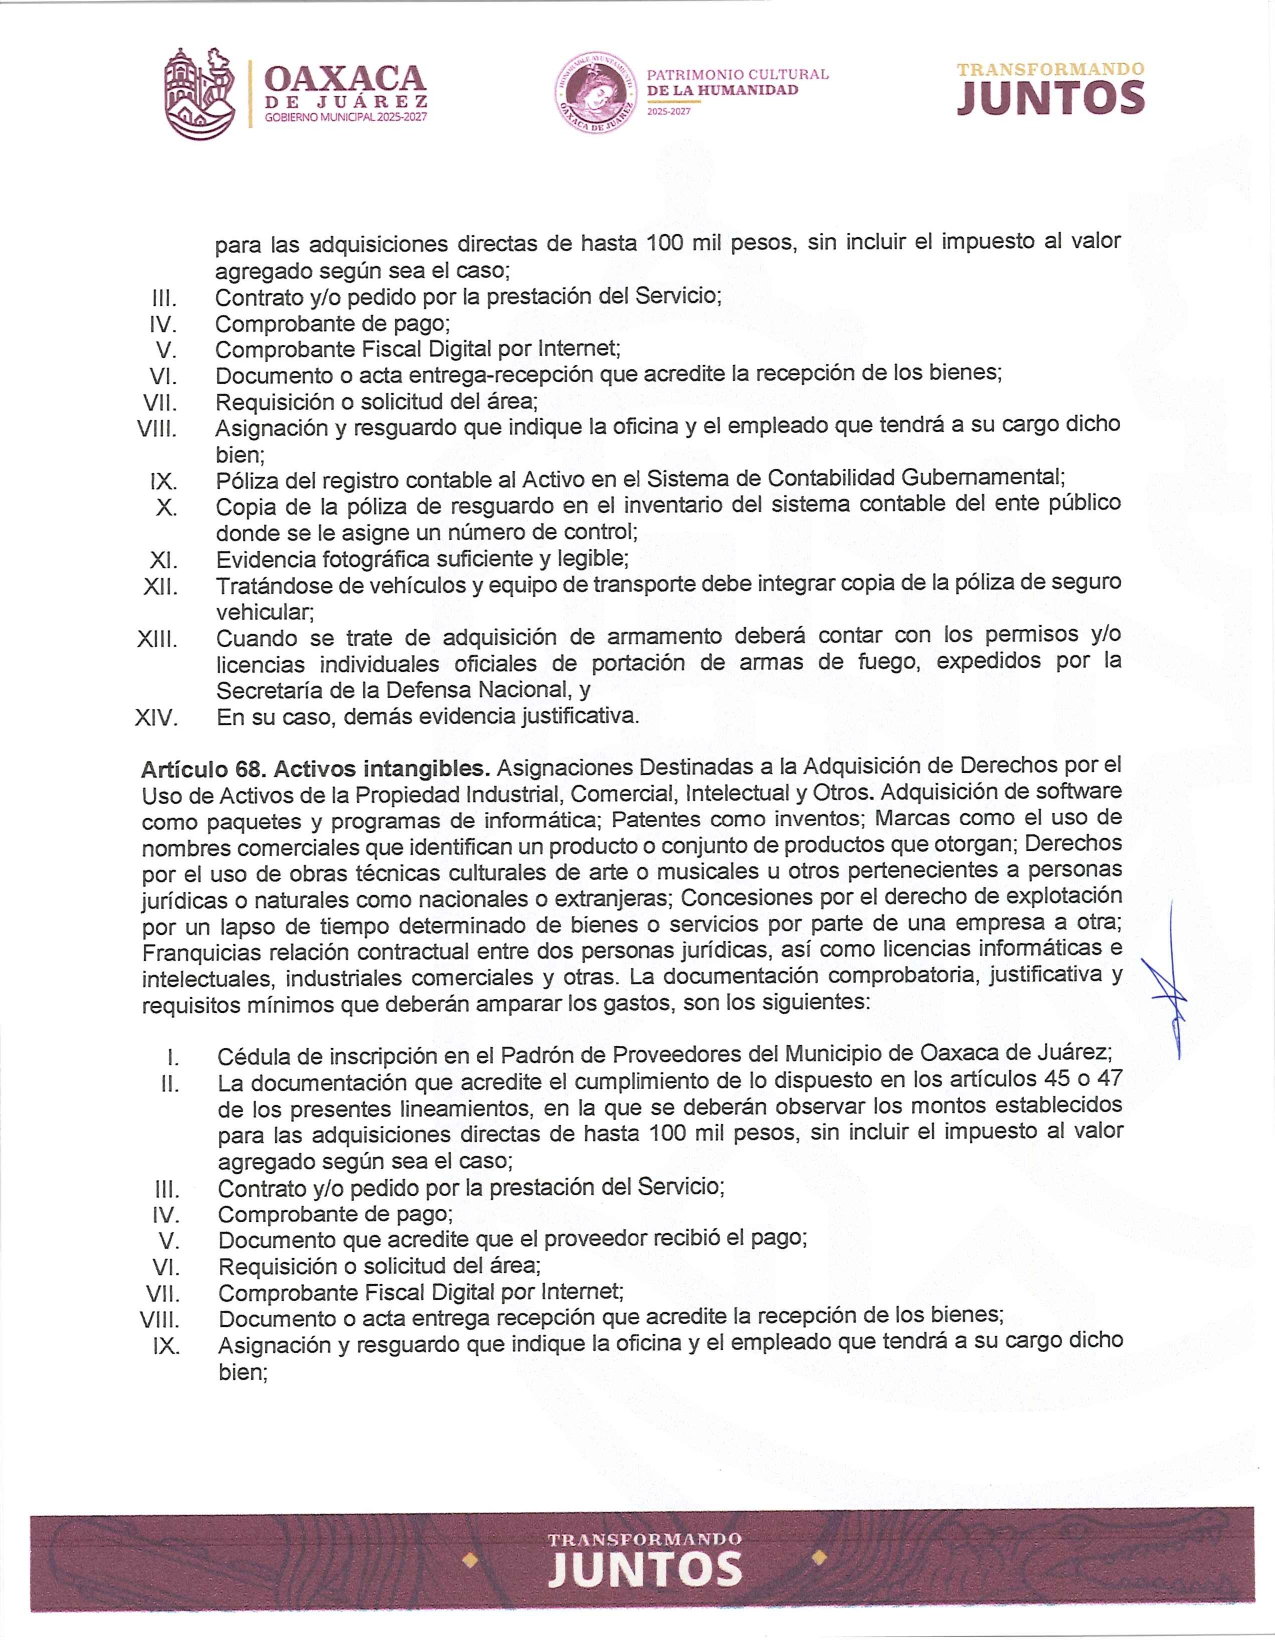 OAXACA
DE JUÁREZ
GOBIERNO MUNICIPAL 2025-2027
PATRIMONIO CULTURAL
DE LA HUMANIDAD
2025-2027
TRANSFORMANDO
JUNTOS
para las adquisiciones directas de hasta 100 mil pesos, sin incluir el impuesto al valor
agregado según sea el caso;
III. Contrato y/o pedido por la prestación del Servicio;
IV. Comprobante de pago;
V. Comprobante Fiscal Digital por Internet;
VI. Documento o acta entrega-recepción que acredite la recepción de los bienes;
VII. Requisición o solicitud del área;
VIII. Asignación y resguardo que indique la oficina y el empleado que tendrá a su cargo dicho
bien;
IX. Póliza del registro contable al Activo en el Sistema de Contabilidad Gubernamental;
X. Copia de la póliza de resguardo en el inventario del sistema contable del ente público
donde se le asigne un número de control;
XI. Evidencia fotográfica suficiente y legible;
XII. Tratándose de vehículos y equipo de transporte debe integrar copia de la póliza de seguro
vehicular;
XIII. Cuando se trate de adquisición de armamento deberá contar con los permisos y/o
licencias individuales oficiales de portación de armas de fuego, expedidos por la
Secretaría de la Defensa Nacional, y
XIV. En su caso, demás evidencia justificativa.
Artículo 68. Activos intangibles. Asignaciones Destinadas a la Adquisición de Derechos por el
Uso de Activos de la Propiedad Industrial, Comercial, Intelectual y Otros. Adquisición de software
como paquetes y programas de informática; Patentes como inventos; Marcas como el uso de
nombres comerciales que identifican un producto o conjunto de productos que otorgan; Derechos
por el uso de obras técnicas culturales de arte o musicales u otros pertenecientes a personas
jurídicas o naturales como nacionales o extranjeras; Concesiones por el derecho de explotación
por un lapso de tiempo determinado de bienes o servicios por parte de una empresa a otra;
Franquicias relación contractual entre dos personas jurídicas, así como licencias informáticas e
intelectuales, industriales comerciales y otras. La documentación comprobatoria, justificativa y
requisitos mínimos que deberán amparar los gastos, son los siguientes:
I. Cédula de inscripción en el Padrón de Proveedores del Municipio de Oaxaca de Juárez;
II. La documentación que acredite el cumplimiento de lo dispuesto en los artículos 45 o 47
de los presentes lineamientos, en la que se deberán observar los montos establecidos
para las adquisiciones directas de hasta 100 mil pesos, sin incluir el impuesto al valor
agregado según sea el caso;
III. Contrato y/o pedido por la prestación del Servicio;
IV. Comprobante de pago;
V. Documento que acredite que el proveedor recibió el pago;
VI. Requisición o solicitud del área;
VII. Comprobante Fiscal Digital por Internet;
VIII. Documento o acta entrega recepción que acredite la recepción de los bienes;
IX. Asignación y resguardo que indique la oficina y el empleado que tendrá a su cargo dicho
bien;
TRANSFORMANDO
JUNTOS